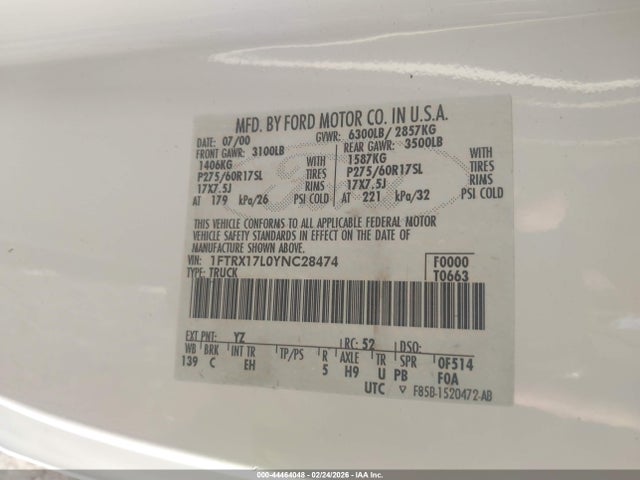 MFD. BY FORD MOTOR CO. IN U.S.A.
DATE: 07/00 GVWR: 6300LB/ 2857KG
FRONT GAWR: 3100LB REAR GAWR: 3500LB
1406KG WITH 1587KG WITH
P275/60R17SL TIRES P275/60R17SL TIRES
17X7.5J RIMS 17X7.5J RIMS
AT 179 kPa/26 PSI COLD AT 221 kPa/32 PSI COLD
THIS VEHICLE CONFORMS TO ALL APPLICABLE FEDERAL MOTOR
VEHICLE SAFETY STANDARDS IN EFFECT ON THE DATE OF
MANUFACTURE SHOWN ABOVE.
VIN: 1FTRX17L0YNC28474 F0000
TYPE: TRUCK T0663
EXT PNT: YZ RC: 52 DSO:
WB BRK INT TR TP/PS R AXLE TR SPR 0F514
139 C EH 5 H9 U PB F0A
UTC ▽ F85B-1520472-AB
000-44464048 - 02/24/2026 - IAA, Inc.